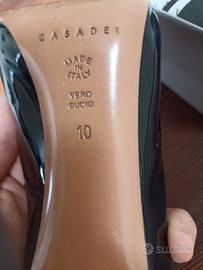 CASADEI
MADE
IN
ITALY
VERO
CUOIO
10
subito